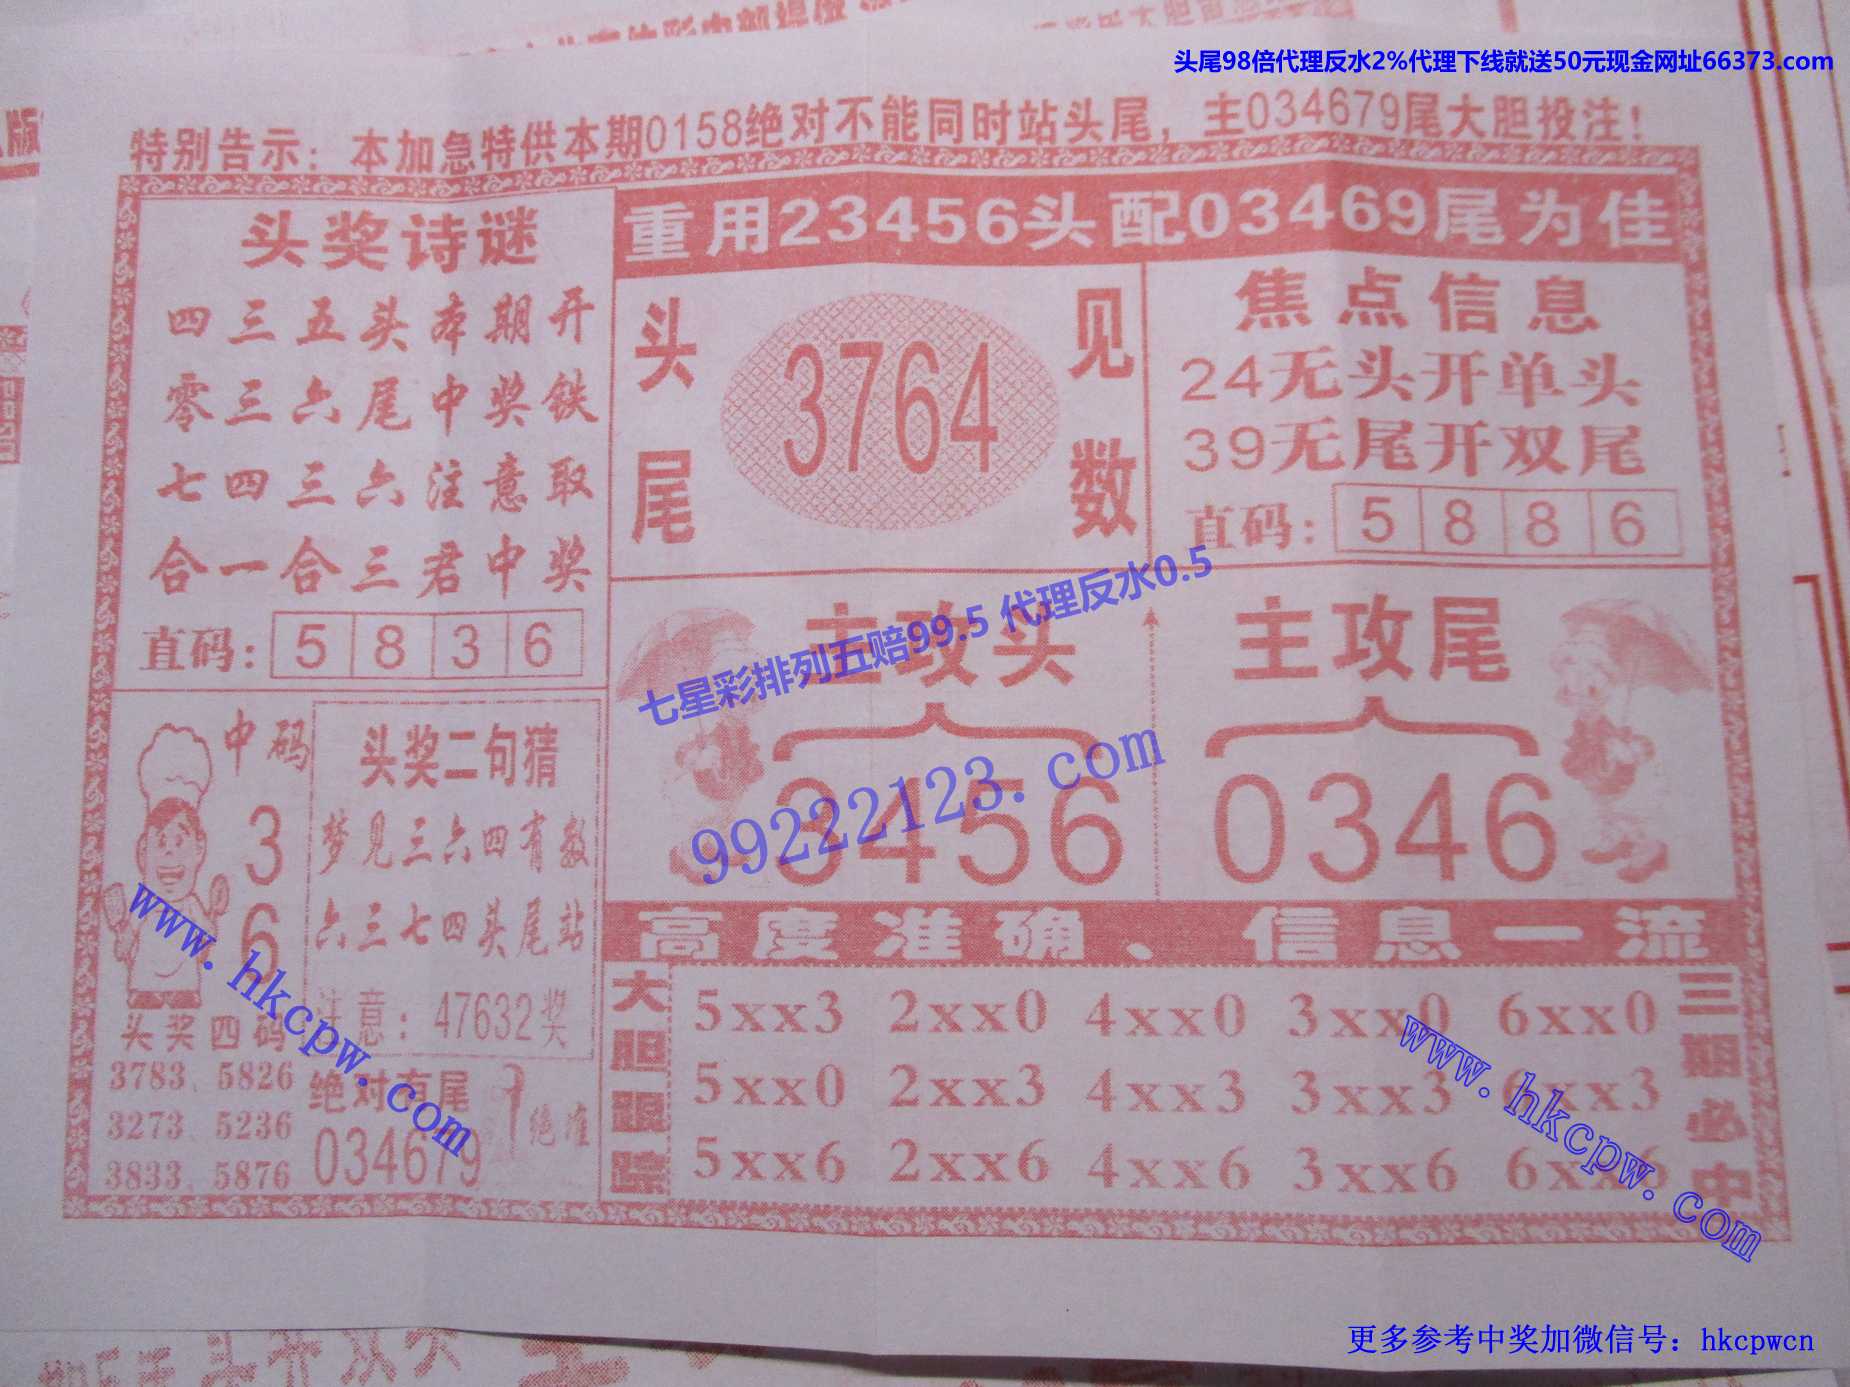 头尾98倍代理反水2%代理下线就送50元现金网址66373.com
特别告示：本加急特供本期0158绝对不能同时站头尾，主034679尾大胆投注！
头奖诗谜
四三五头本期开
零三六尾中奖铁
七四三六注意取
合一合三君中奖
直码：5836
重用23456头配03469尾为佳
头尾
3764
见数
焦点信息
24无头开单头
39无尾开双尾
直码：5886
主攻头
3456
主攻尾
0346
七星彩排列五赔99.5 代理反水0.5
99222123.com
中码
3
6
头奖二句猜
梦见三六四有数
六三七四头尾站
注意：47632奖
头奖四码
3783、5826
3273、5236
3833、5876
绝对有尾
034679
绝准
高度准确、信息一流
大胆跟踪
5xx3 2xx0 4xx0 3xx0 6xx0
5xx0 2xx3 4xx3 3xx3 6xx3
5xx6 2xx6 4xx6 3xx6 6xx6
三期必中
www.hkcpw.com
www.hkcpw.com
更多参考中奖加微信号：hkcpwcn